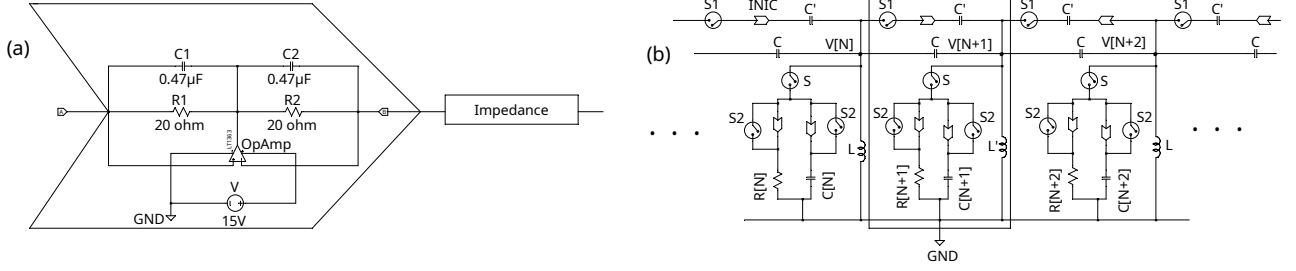 (a)
C1
C2
0.47µF
0.47µF
R1
R2
20 ohm
20 ohm
LT1363
OpAmp
V
GND
15V
Impedance
(b)
S1
INIC
C'
S1
C'
S1
C'
S1
C'
C
V[N]
C
V[N+1]
C
V[N+2]
C
S
S
S
S2
S2
S2
S2
S2
S2
. . .
. . .
L
L'
L
R[N]
C[N]
R[N+1]
C[N+1]
R[N+2]
C[N+2]
GND